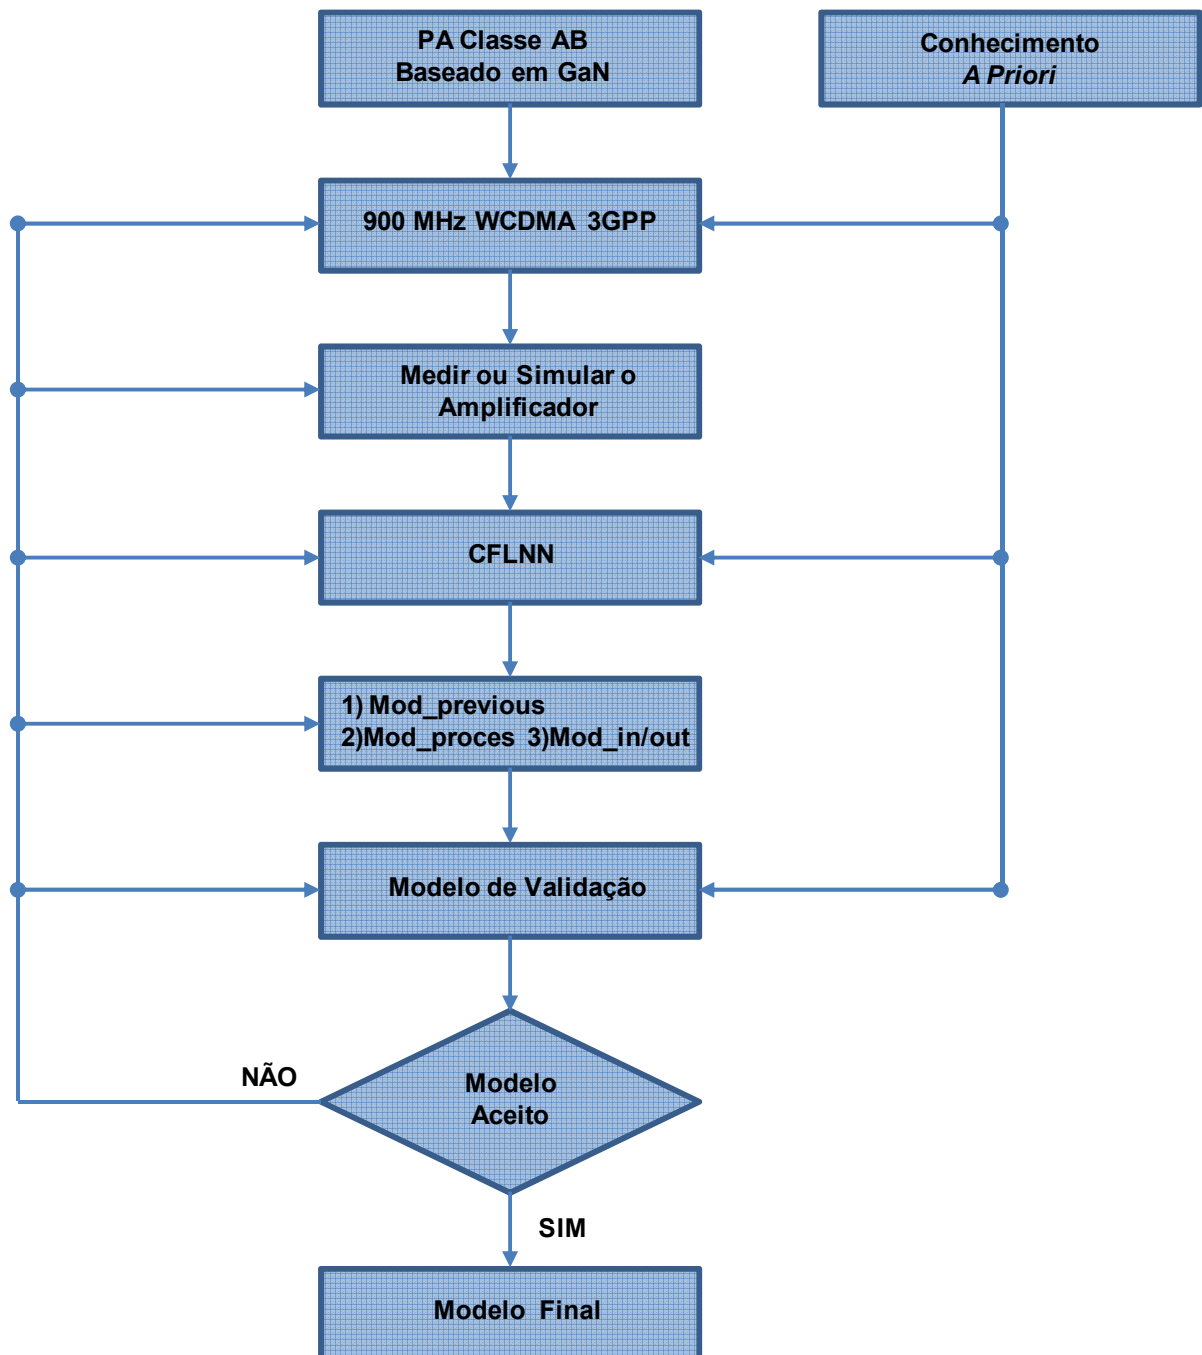 PA Classe AB
Baseado em GaN
Conhecimento
A Priori
900 MHz WCDMA 3GPP
Medir ou Simular o
Amplificador
CFLNN
1) Mod_previous
2)Mod_proces 3)Mod_in/out
Modelo de Validação
NÃO
Modelo
Aceito
SIM
Modelo Final